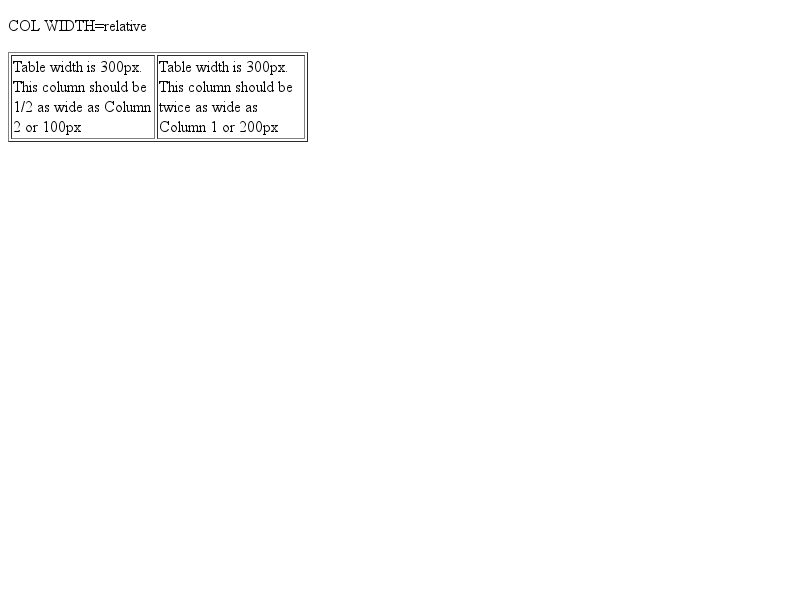 COL WIDTH=relative
Table width is 300px.
This column should be
1/2 as wide as Column
2 or 100px
Table width is 300px.
This column should be
twice as wide as
Column 1 or 200px